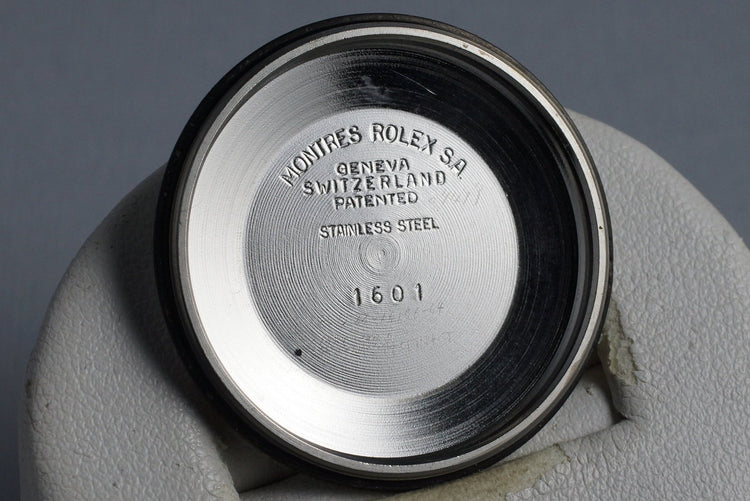 MONTRES ROLEX S.A.
GENEVA
SWITZERLAND
PATENTED
STAINLESS STEEL
1601